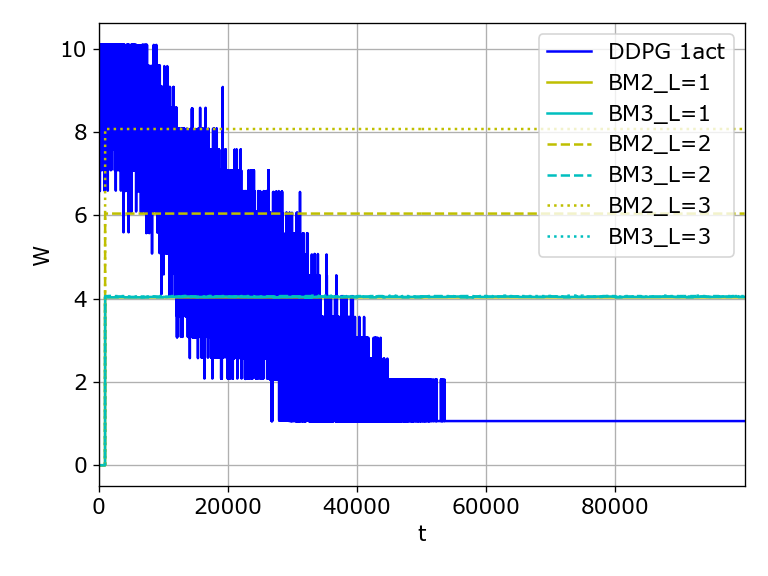 10
8
6
4
2
0
W
0 20000 40000 60000 80000
t
DDPG 1act
BM2_L=1
BM3_L=1
BM2_L=2
BM3_L=2
BM2_L=3
BM3_L=3